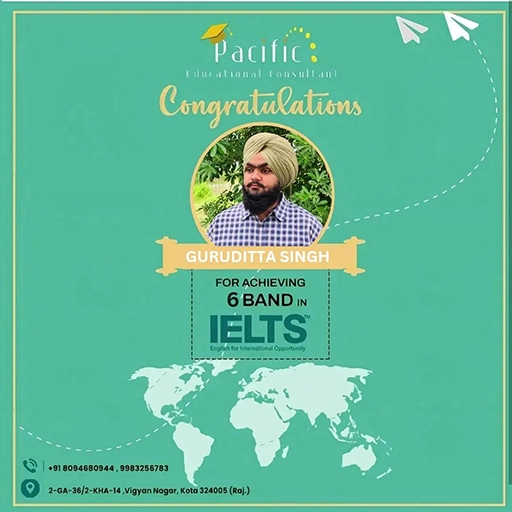 Pacific
Educational Consultant
Congratulations
GURUDITTA SINGH
FOR ACHIEVING
6 BAND IN
IELTS™
English for International Opportunity
+91 8094680944 , 9983256783
2-GA-36/2-KHA-14 ,Vigyan Nagar, Kota 324005 (Raj.)